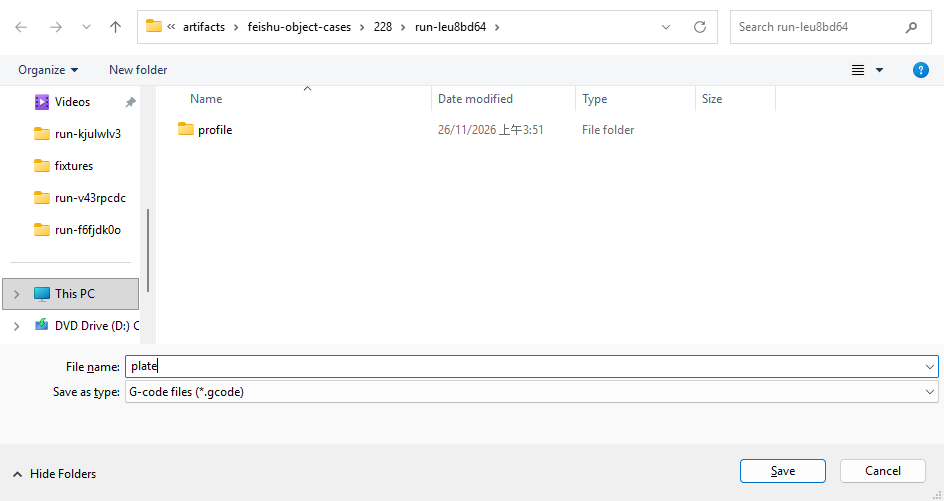 « artifacts > feishu-object-cases > 228 > run-leu8bd64 >
Search run-leu8bd64
Organize
New folder
?
Videos
run-kjulwlv3
fixtures
run-v43rpcdc
run-f6fjdk0o
This PC
DVD Drive (D:) C
Name Date modified Type Size
profile 26/11/2026 上午3:51 File folder
File name: plate
Save as type: G-code files (*.gcode)
Hide Folders
Save
Cancel